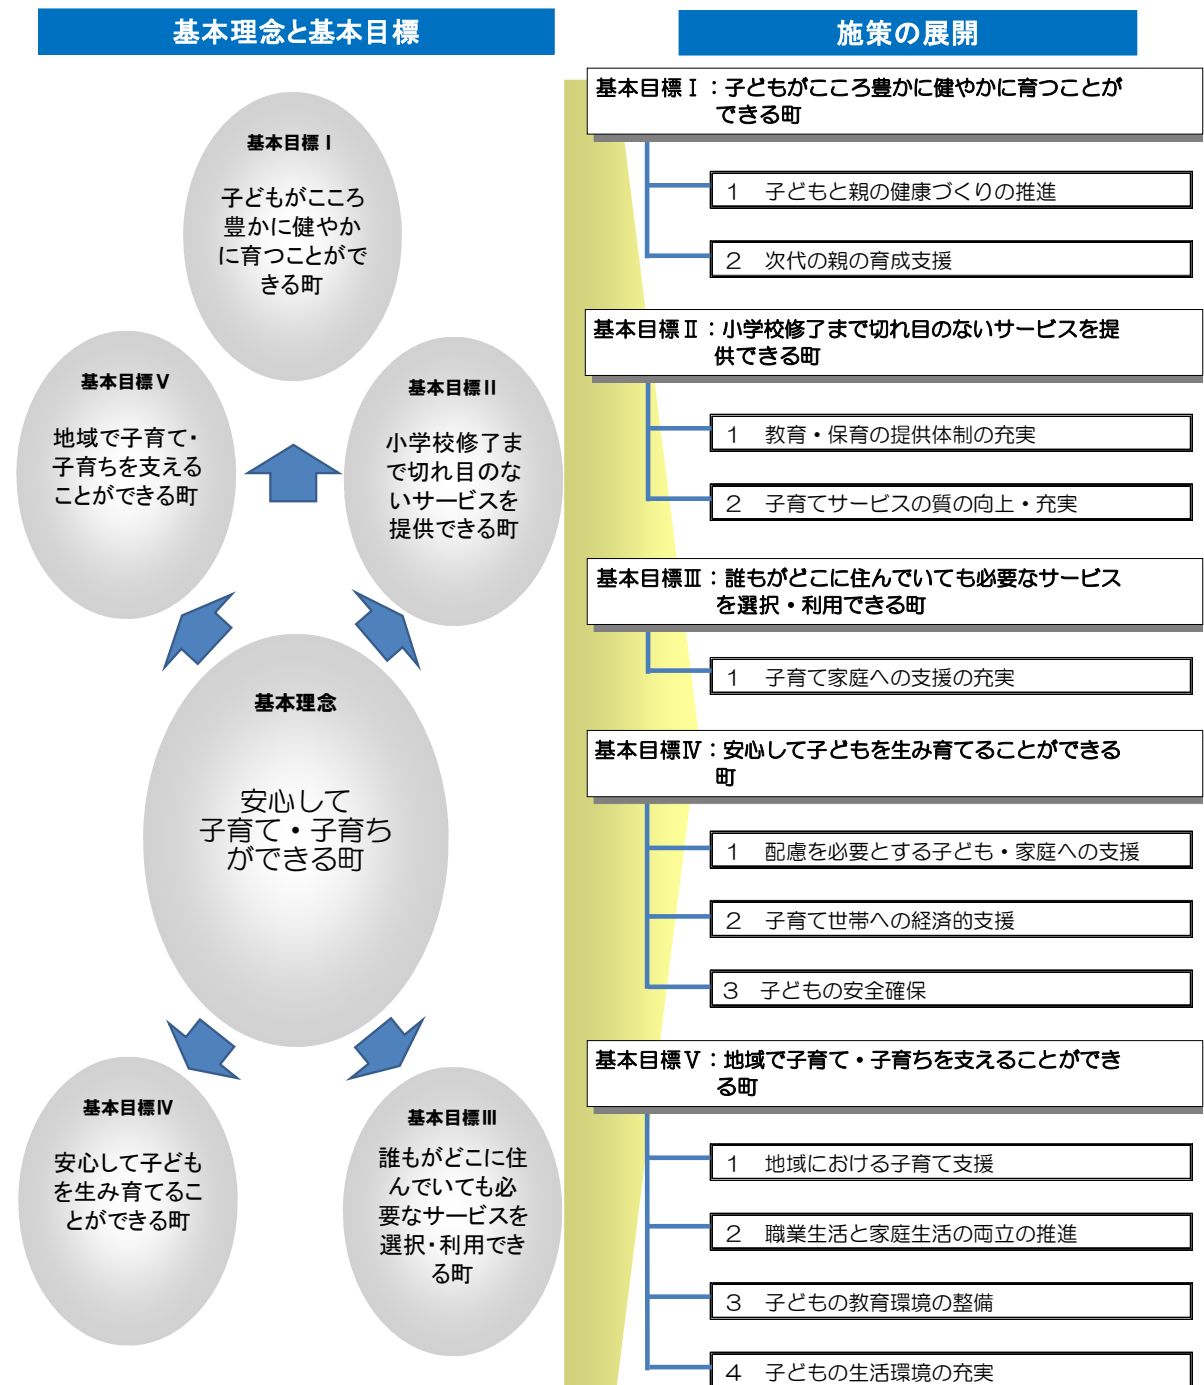 基本理念と基本目標
基本目標Ⅰ
子どもがこころ
豊かに健やか
に育つことがで
きる町
基本目標Ⅴ
地域で子育て・
子育ちを支える
ことができる町
基本目標Ⅱ
小学校修了ま
で切れ目のな
いサービスを
提供できる町
基本理念
安心して
子育て・子育ち
ができる町
基本目標Ⅳ
安心して子ども
を生み育てるこ
とができる町
基本目標Ⅲ
誰もがどこに住
んでいても必
要なサービスを
選択・利用でき
る町
施策の展開
基本目標Ⅰ：子どもがこころ豊かに健やかに育つことが
できる町
1 子どもと親の健康づくりの推進
2 次代の親の育成支援
基本目標Ⅱ：小学校修了まで切れ目のないサービスを提
供できる町
1 教育・保育の提供体制の充実
2 子育てサービスの質の向上・充実
基本目標Ⅲ：誰もがどこに住んでいても必要なサービス
を選択・利用できる町
1 子育て家庭への支援の充実
基本目標Ⅳ：安心して子どもを生み育てることができる
町
1 配慮を必要とする子ども・家庭への支援
2 子育て世帯への経済的支援
3 子どもの安全確保
基本目標Ⅴ：地域で子育て・子育ちを支えることができ
る町
1 地域における子育て支援
2 職業生活と家庭生活の両立の推進
3 子どもの教育環境の整備
4 子どもの生活環境の充実